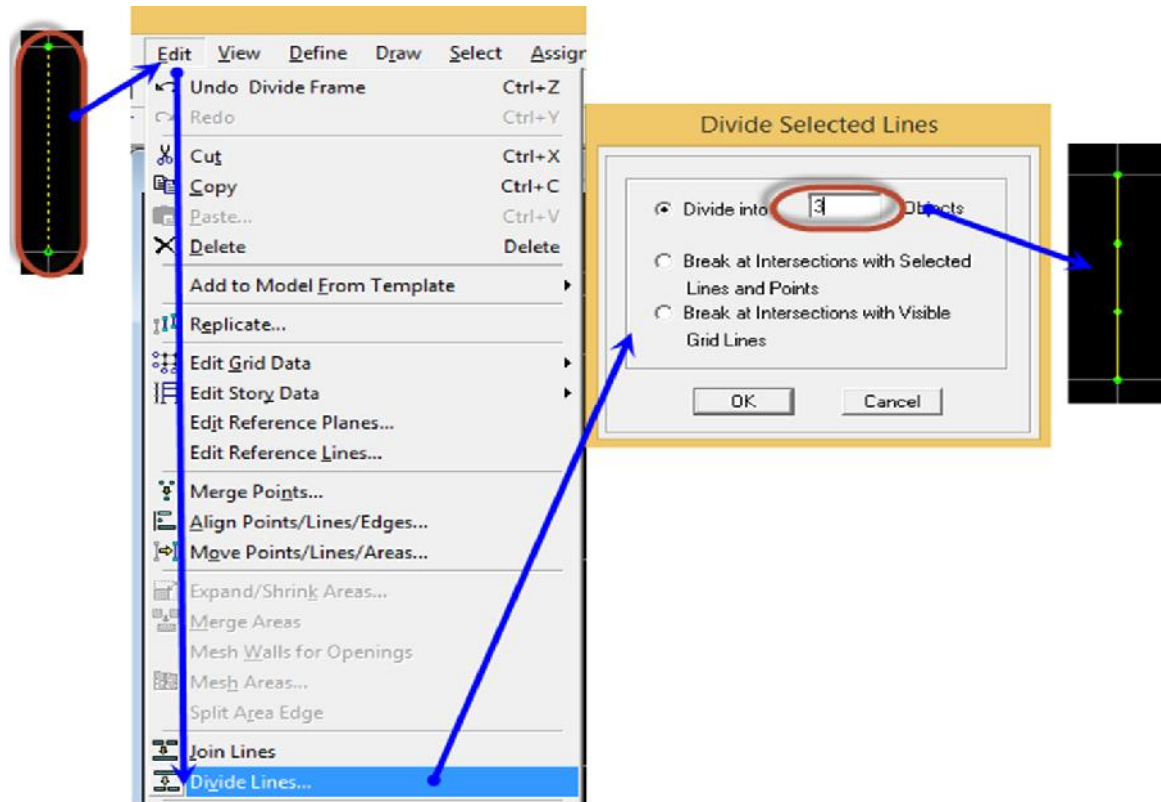 Edit View Define Draw Select Assign
Undo Divide Frame Ctrl+Z
Redo Ctrl+Y
Cut Ctrl+X
Copy Ctrl+C
Paste... Ctrl+V
Delete Delete
Add to Model From Template
Replicate...
Edit Grid Data
Edit Story Data
Edit Reference Planes...
Edit Reference Lines...
Merge Points...
Align Points/Lines/Edges...
Move Points/Lines/Areas...
Expand/Shrink Areas...
Merge Areas
Mesh Walls for Openings
Mesh Areas...
Split Area Edge
Join Lines
Divide Lines...
Divide Selected Lines
Divide into 3 Objects
Break at Intersections with Selected
Lines and Points
Break at Intersections with Visible
Grid Lines
OK Cancel